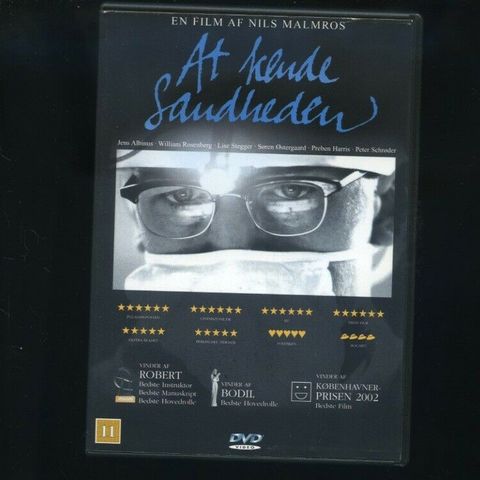 EN FILM AF NILS MALMROS
At kende
Sandheden
Jens Albinus · William Rosenberg · Lise Stegger · Søren Østergaard · Preben Harris · Peter Schrøder
VINDER AF
ROBERT
Bedste Instruktør
Bedste Manuskript
Bedste Hovedrolle
VINDER AF
BODIL
Bedste Hovedrolle
VINDER AF
KØBENHAVNER-
PRISEN 2002
Bedste Film
11
DVD
VIDEO